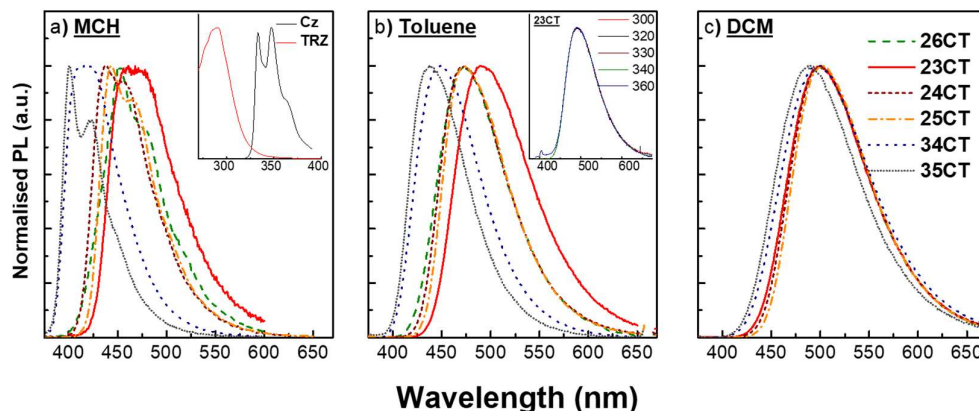 a) MCH
Cz
TRZ
300 350 400
b) Toluene
23CT
300
320
330
340
360
400 500 600
c) DCM
26CT
23CT
24CT
25CT
34CT
35CT
Normalised PL (a.u.)
400 450 500 550 600 650
400 450 500 550 600 650
400 450 500 550 600 650
Wavelength (nm)